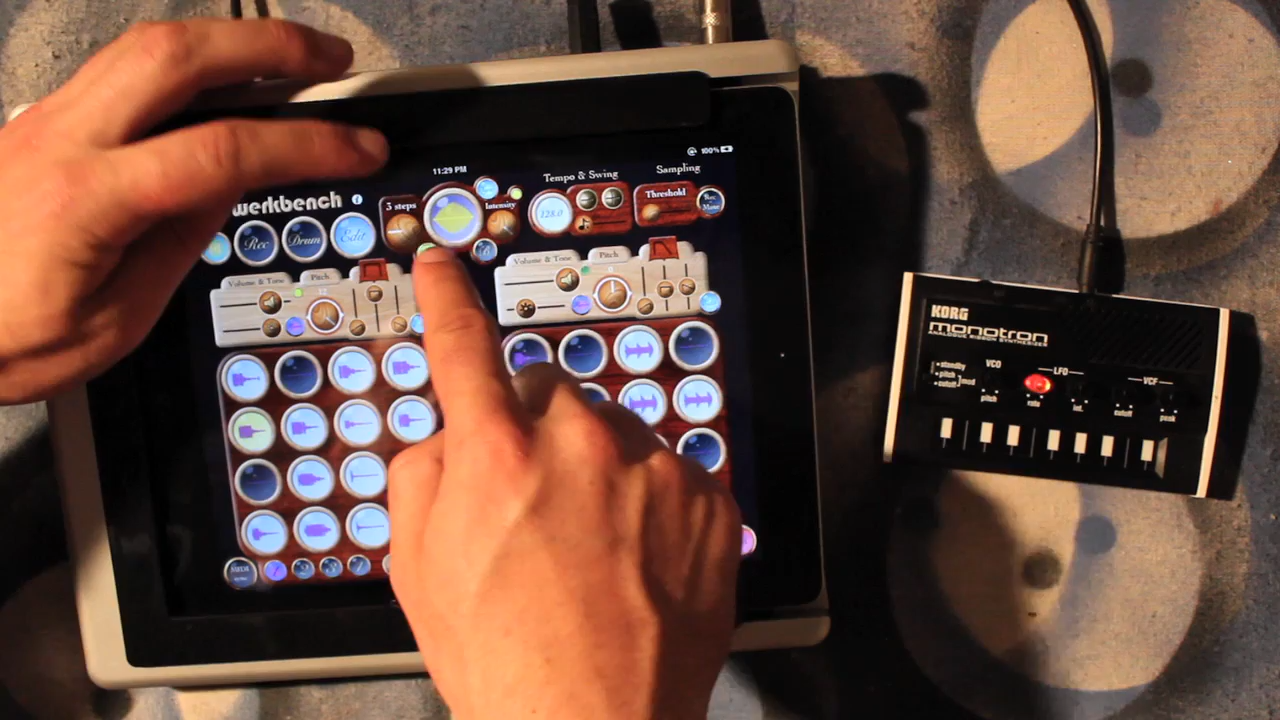 11:29 PM
100%
werkbench
i
3 steps
Intensity
Tempo & Swing
128.0
Sampling
Threshold
Rec
Mute
Rec
Drum
Edit
Volume & Tone
Pitch
Volume & Tone
Pitch
KORG
monotron
ANALOGUE RIBBON SYNTHESIZER
standby
pitch
cutoff
mod
VCO
pitch
LFO
rate
int.
VCF
cutoff
peak